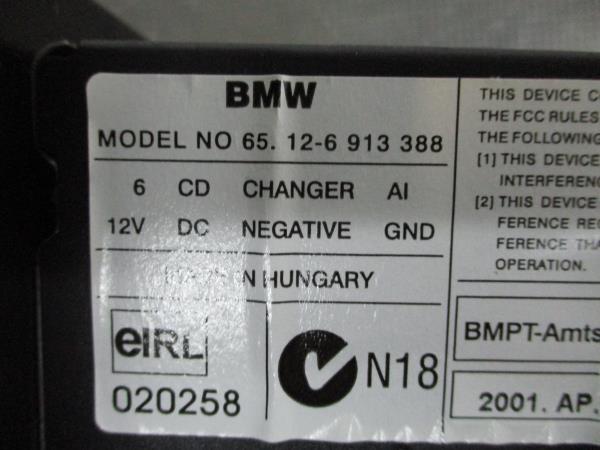 BMW
MODEL NO 65. 12-6 913 388
6 CD CHANGER AI
12V DC NEGATIVE GND
IN HUNGARY
eIRL
020258
N18
THIS DEVICE C
THE FCC RULES
THE FOLLOWING
[1] THIS DEVICE
INTERFEREN
[2] THIS DEVICE
FERENCE RE
FERENCE THA
OPERATION.
BMPT-Amts
2001. AP.